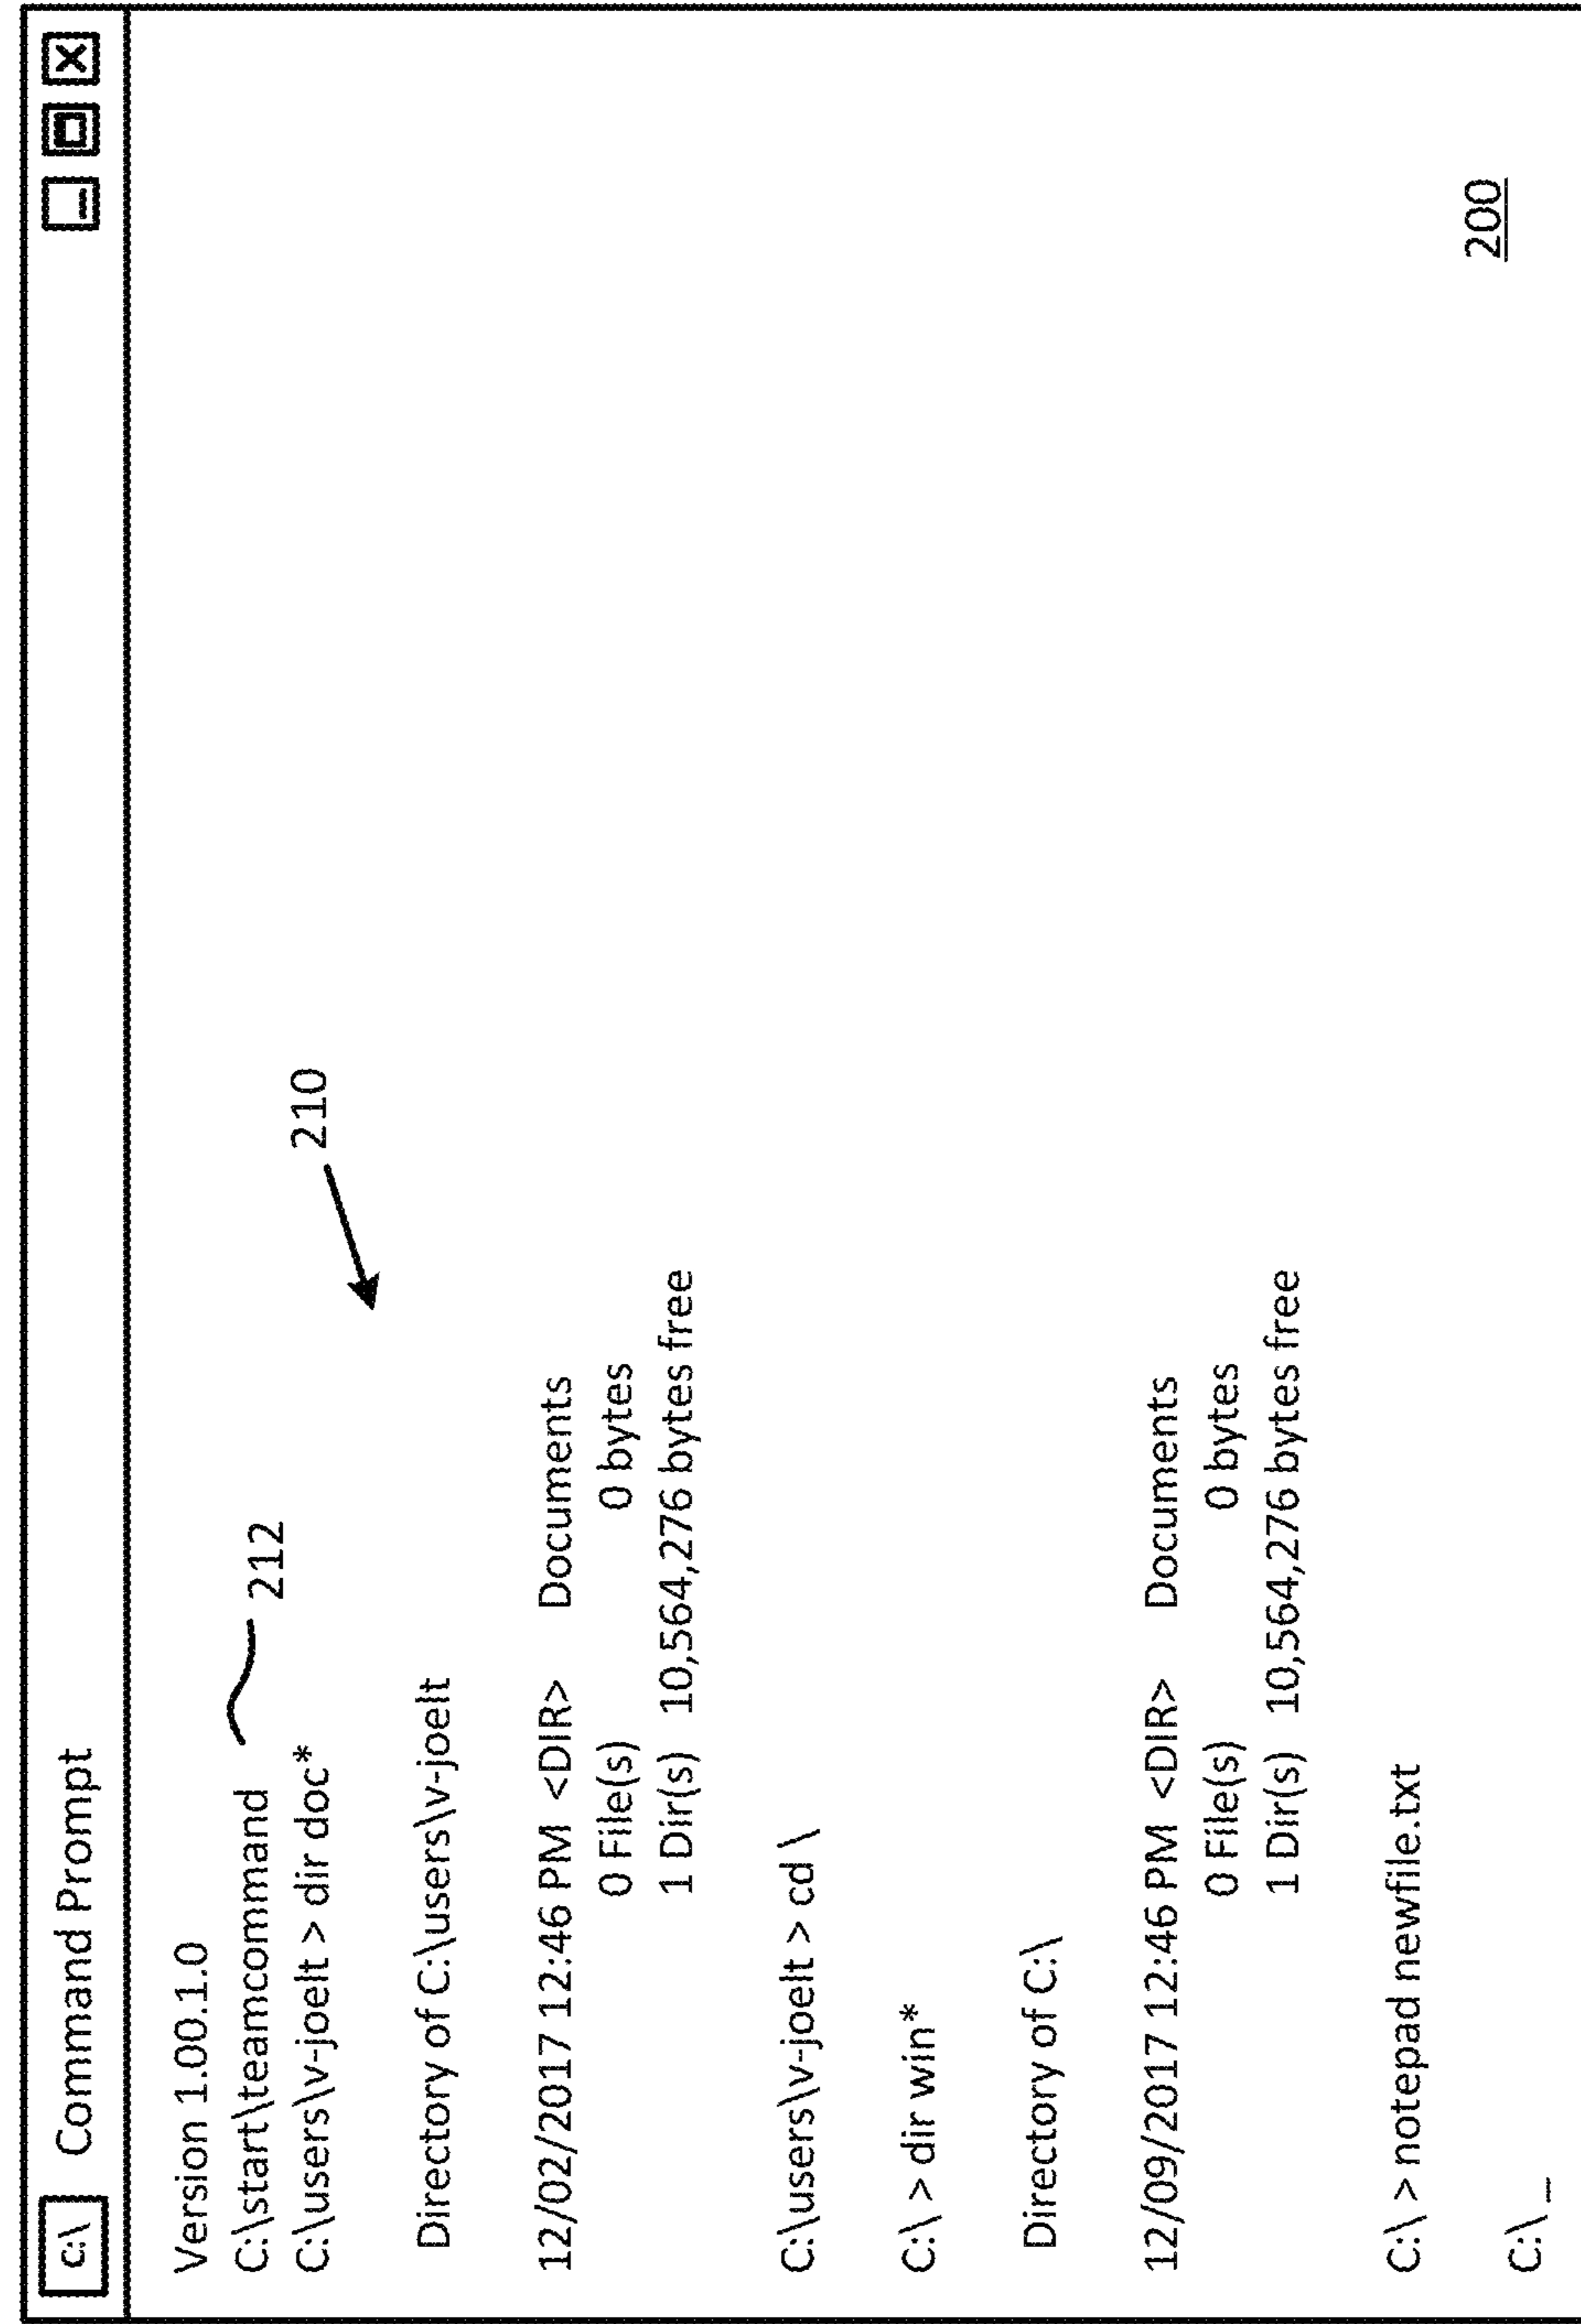 C:\ Command Prompt
Version 1.00.1.0
C:\start\teamcommand
212
C:\users\v-joelt > dir doc*
210
Directory of C:\users\v-joelt
12/02/2017 12:46 PM <DIR> Documents
0 File(s) 0 bytes
1 Dir(s) 10,564,276 bytes free
C:\users\v-joelt > cd \
C:\ > dir win*
Directory of C:\
12/09/2017 12:46 PM <DIR> Documents
0 File(s) 0 bytes
1 Dir(s) 10,564,276 bytes free
C:\ > notepad newfile.txt
200
C:\_